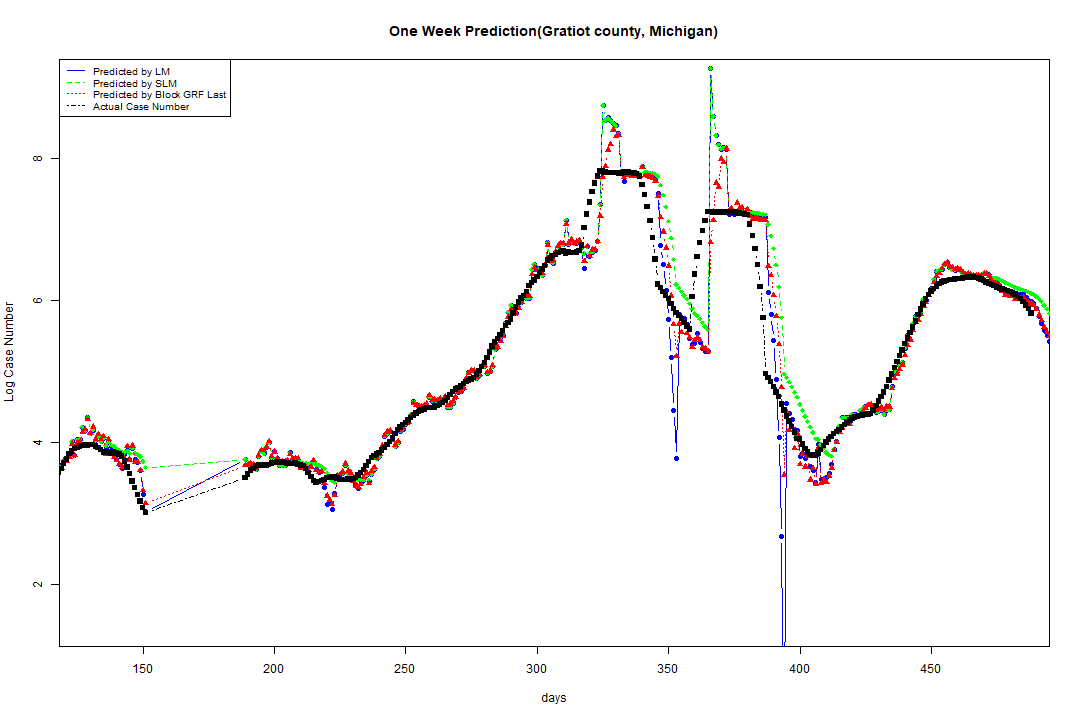 One Week Prediction(Gratiot county, Michigan)
Predicted by LM
Predicted by SLM
Predicted by Block GRF Last
Actual Case Number
Log Case Number
8
6
4
2
150 200 250 300 350 400 450
days